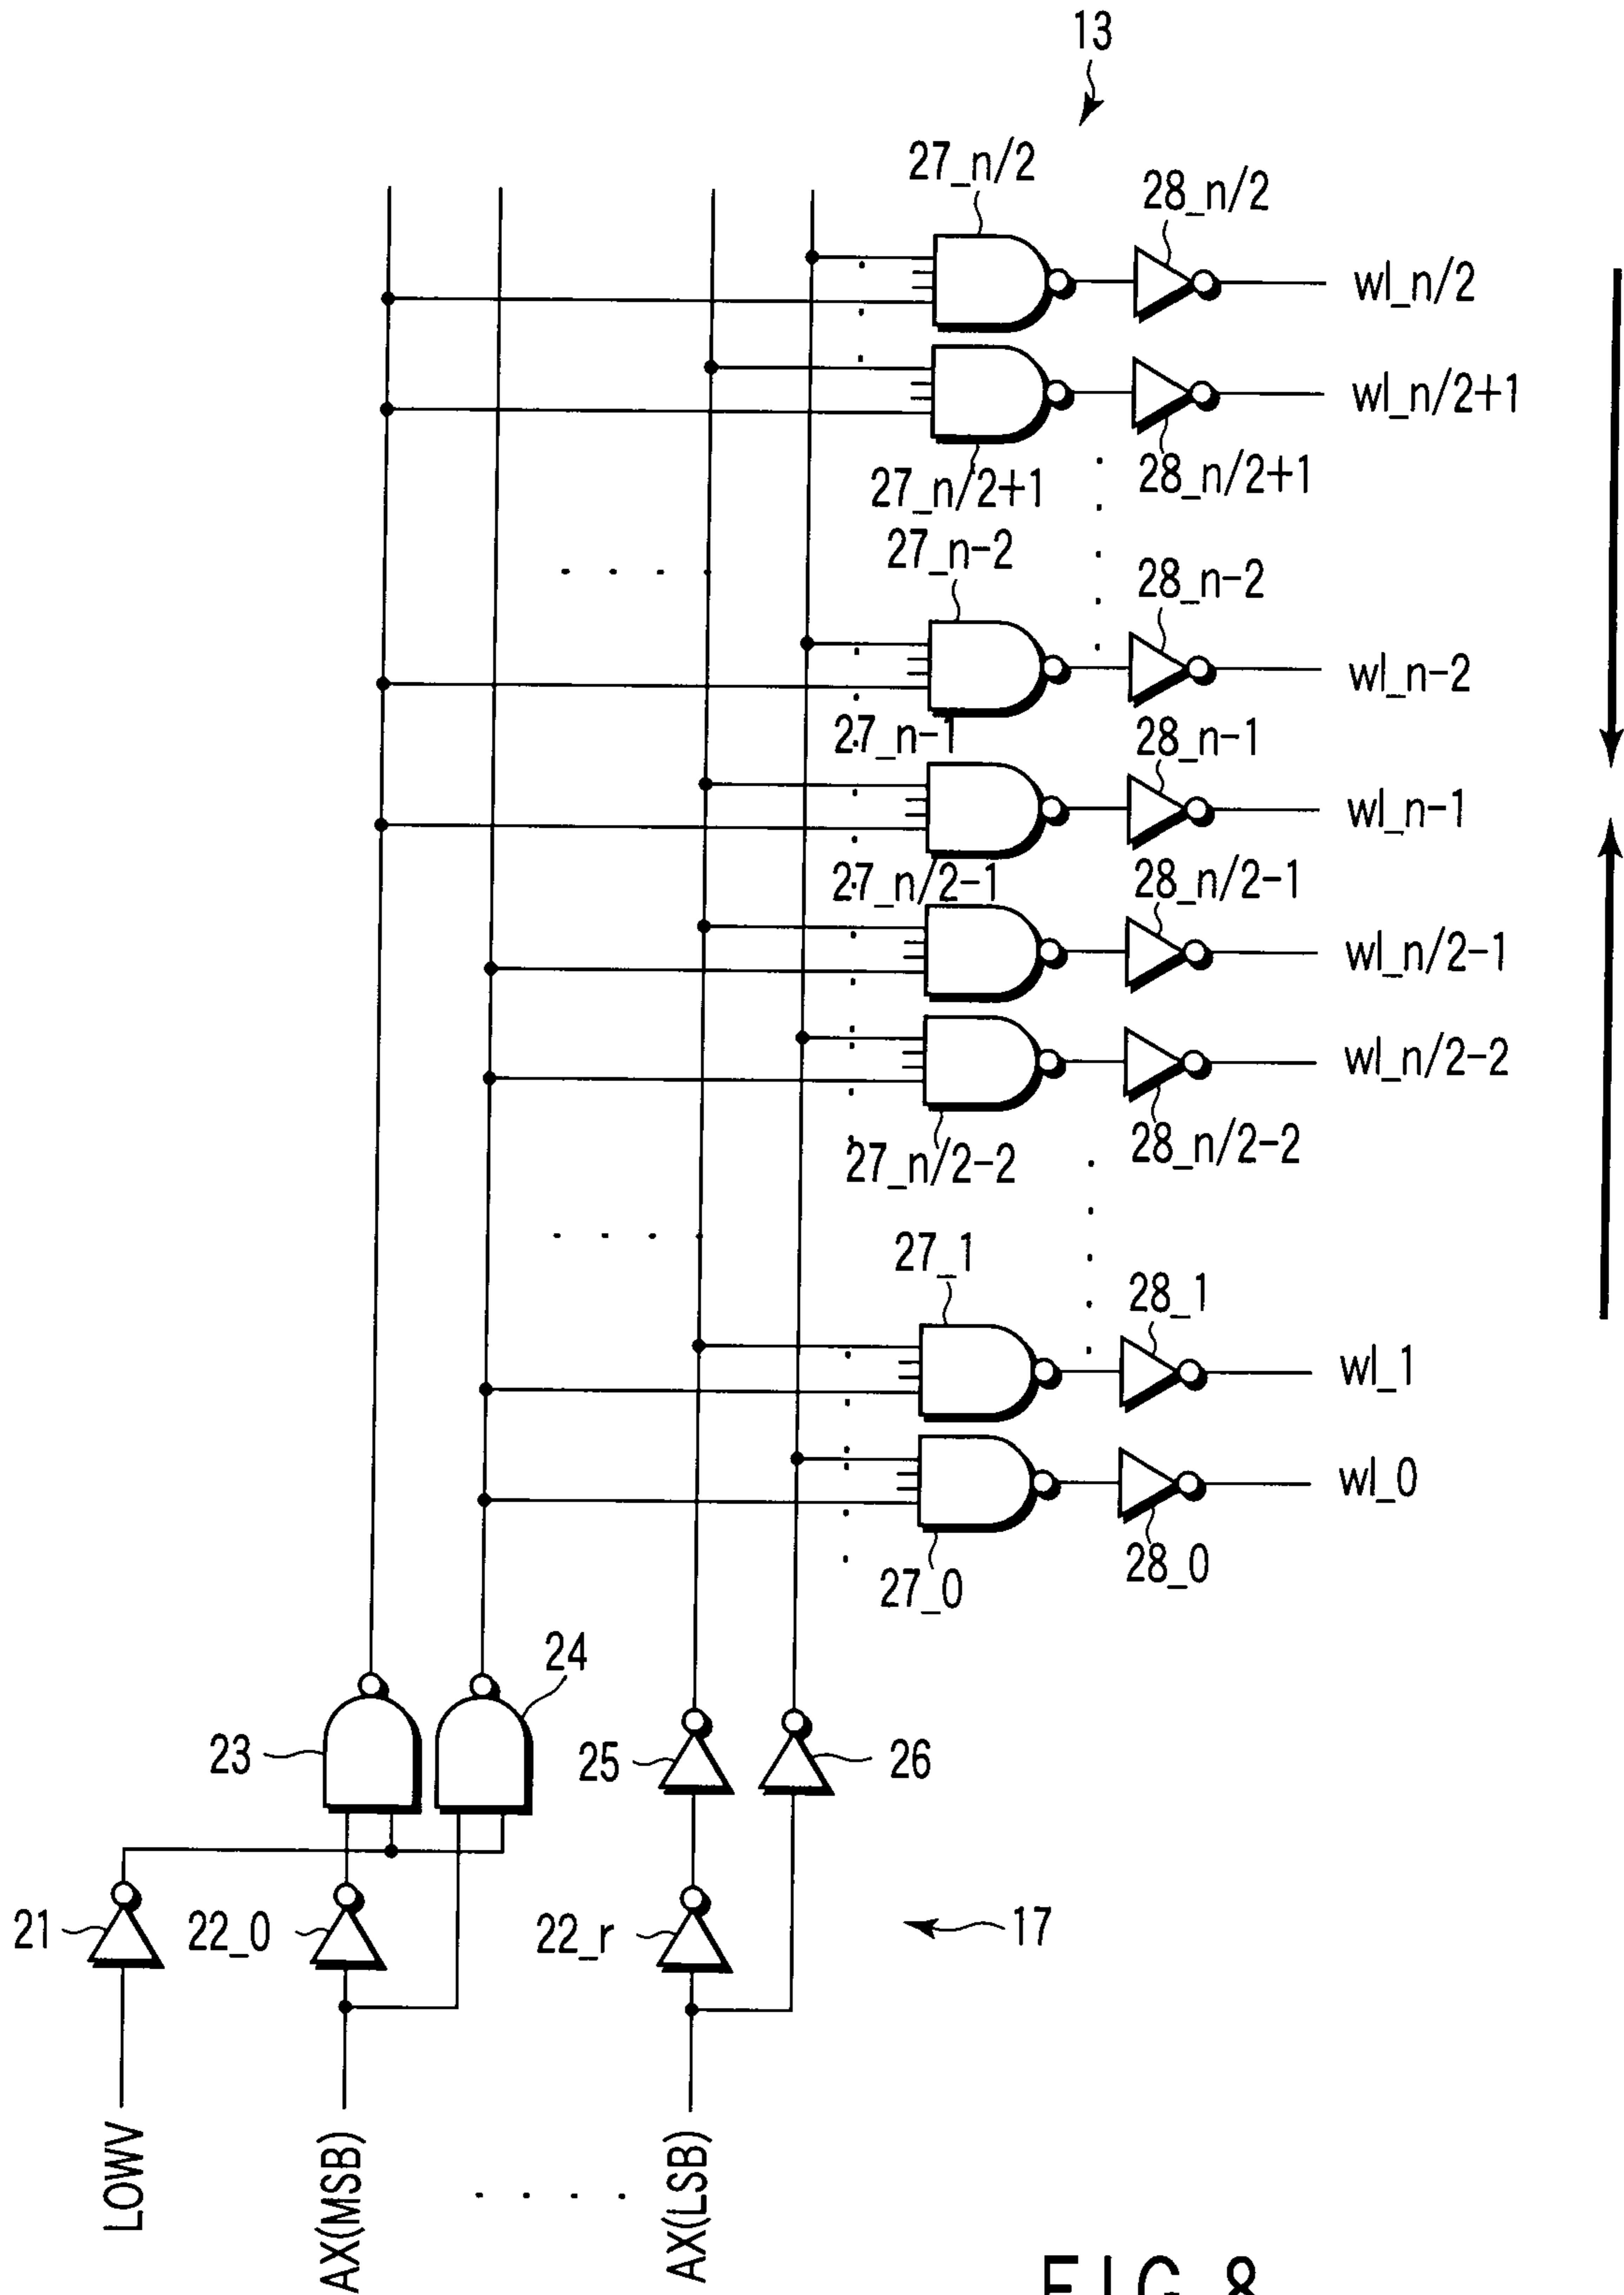 13
27_n/2
28_n/2
wl_n/2
wl_n/2+1
27_n/2+1
28_n/2+1
27_n-2
28_n-2
wl_n-2
27_n-1
28_n-1
wl_n-1
27_n/2-1
28_n/2-1
wl_n/2-1
wl_n/2-2
27_n/2-2
28_n/2-2
27_1
28_1
wl_1
wl_0
27_0
28_0
24
23
25
26
21
22_0
22_r
17
LOWV
AX(MSB)
AX(LSB)
FIG. 8